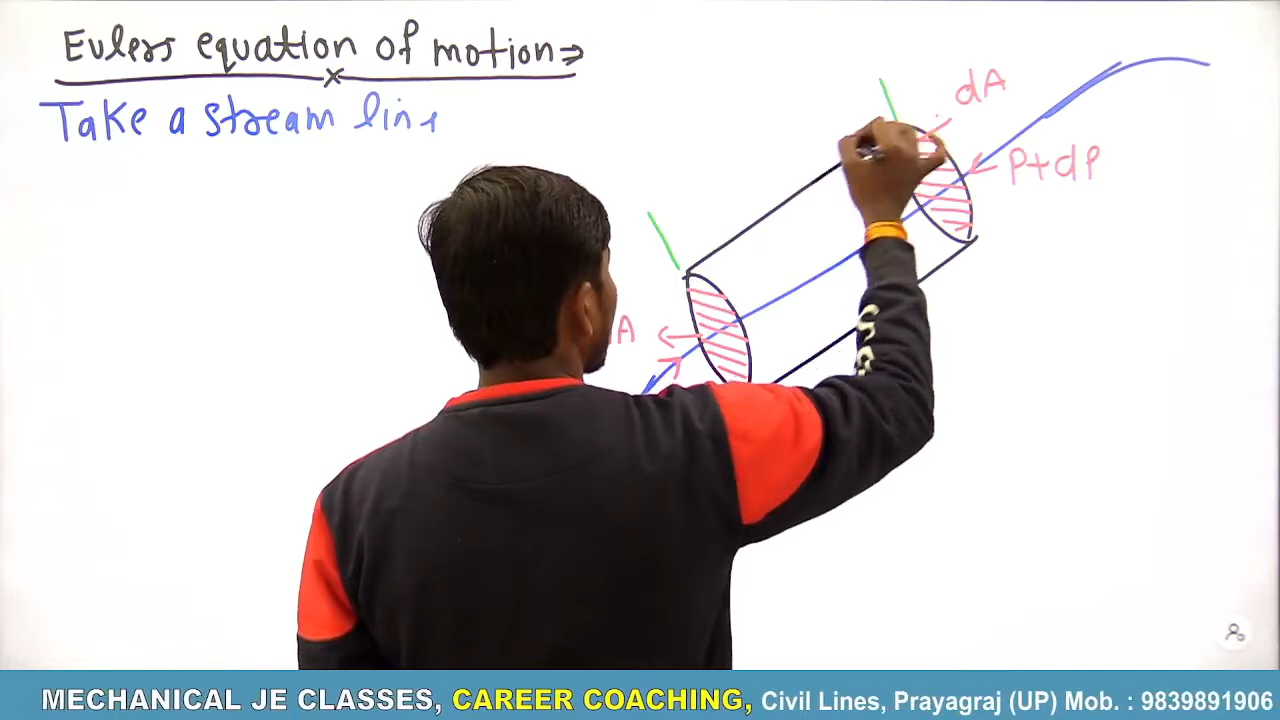 Eulers equation of motion⇒
Take a stream line
dA
P+dP
A
MECHANICAL JE CLASSES, CAREER COACHING, Civil Lines, Prayagraj (UP) Mob. : 9839891906